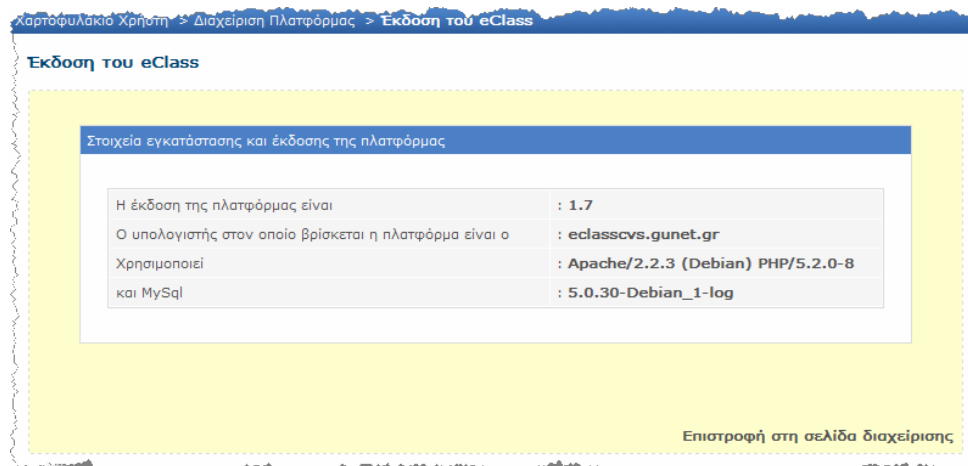 Χαρτοφυλάκιο Χρήστη > Διαχείριση Πλατφόρμας > Έκδοση του eClass
Έκδοση του eClass
Στοιχεία εγκατάστασης και έκδοσης της πλατφόρμας
Η έκδοση της πλατφόρμας είναι : 1.7
Ο υπολογιστής στον οποίο βρίσκεται η πλατφόρμα είναι ο : eclasscvs.gunet.gr
Χρησιμοποιεί : Apache/2.2.3 (Debian) PHP/5.2.0-8
και MySql : 5.0.30-Debian_1-log
Επιστροφή στη σελίδα διαχείρισης